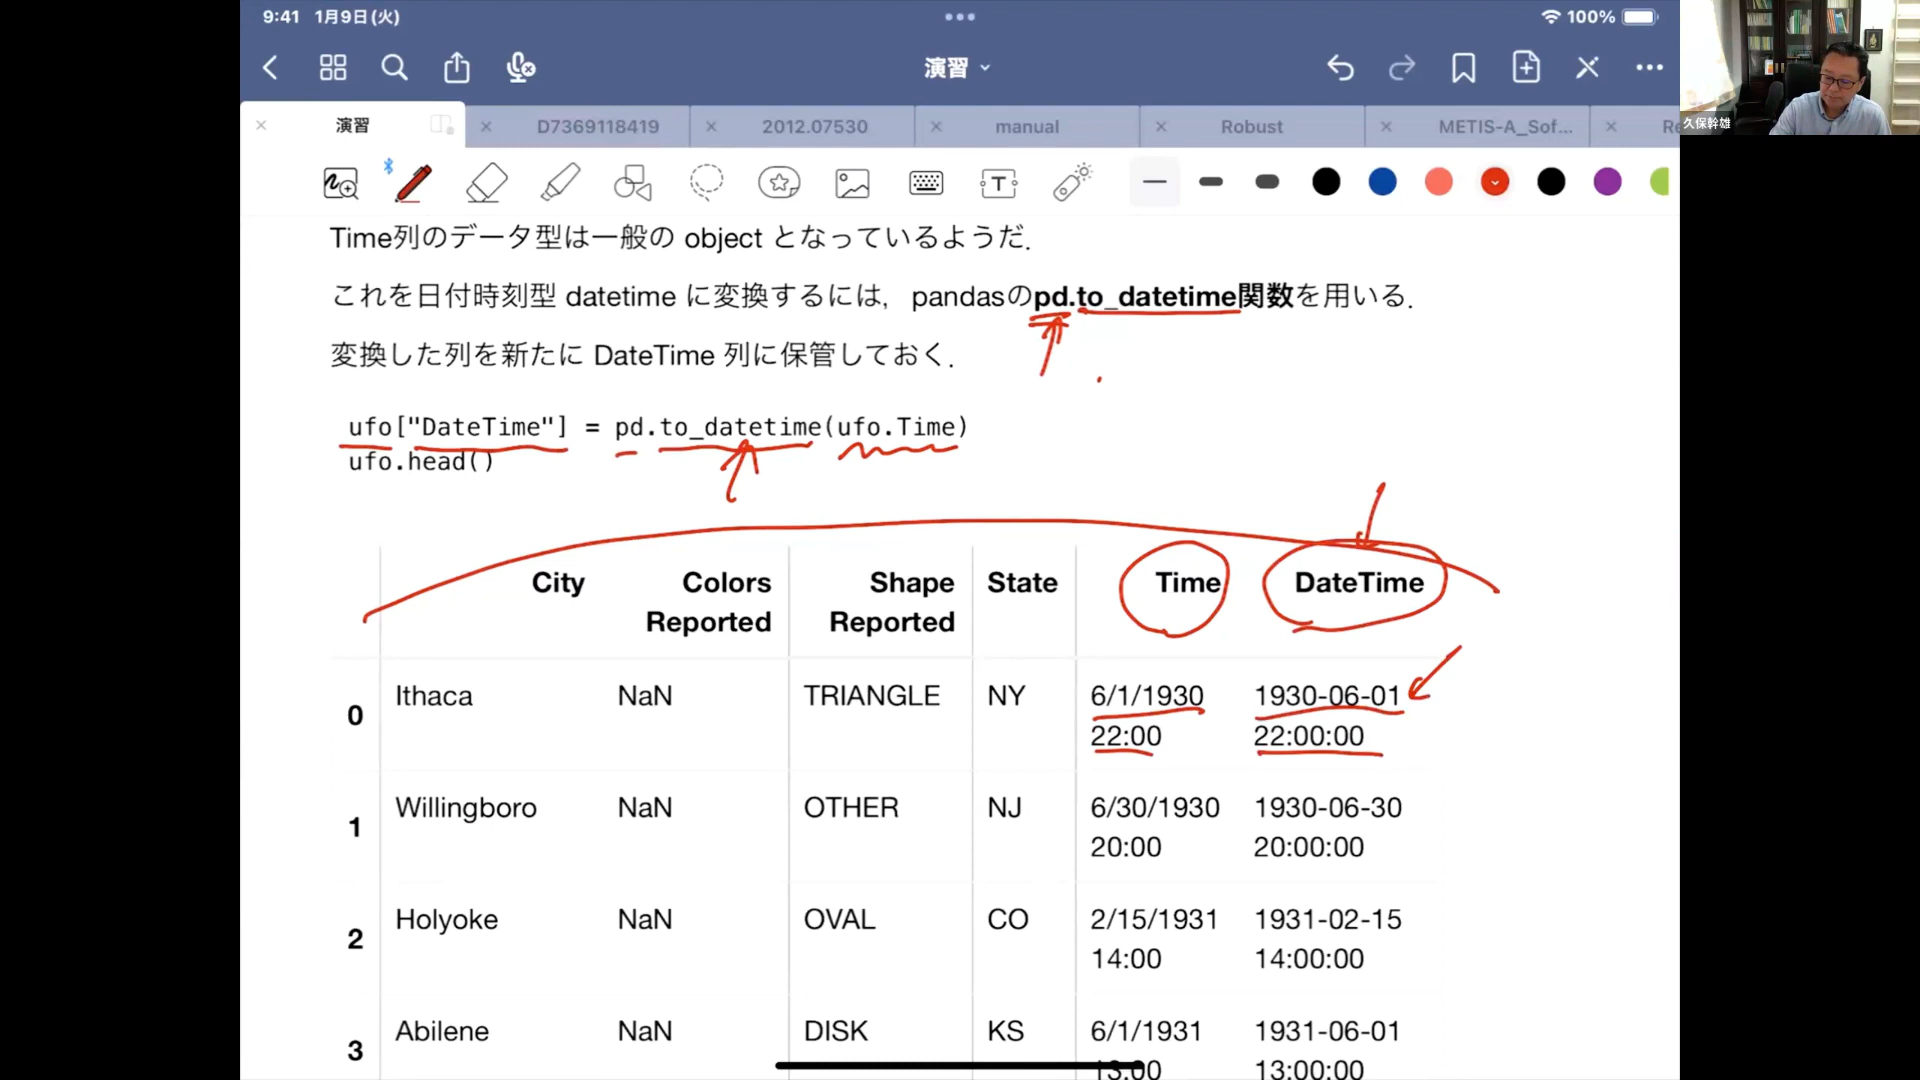 9:41 1月9日(火)
100%
演習
演習
D7369118419
2012.07530
manual
Robust
METIS-A_Sof...
久保幹雄
Time列のデータ型は一般の object となっているようだ.
これを日付時刻型 datetime に変換するには, pandasのpd.to_datetime関数を用いる.
変換した列を新たに DateTime 列に保管しておく.
ufo["DateTime"] = pd.to_datetime(ufo.Time)
ufo.head()
City Colors Reported Shape Reported State Time DateTime
0 Ithaca NaN TRIANGLE NY 6/1/1930 22:00 1930-06-01 22:00:00
1 Willingboro NaN OTHER NJ 6/30/1930 20:00 1930-06-30 20:00:00
2 Holyoke NaN OVAL CO 2/15/1931 14:00 1931-02-15 14:00:00
3 Abilene NaN DISK KS 6/1/1931 13:00 1931-06-01 13:00:00